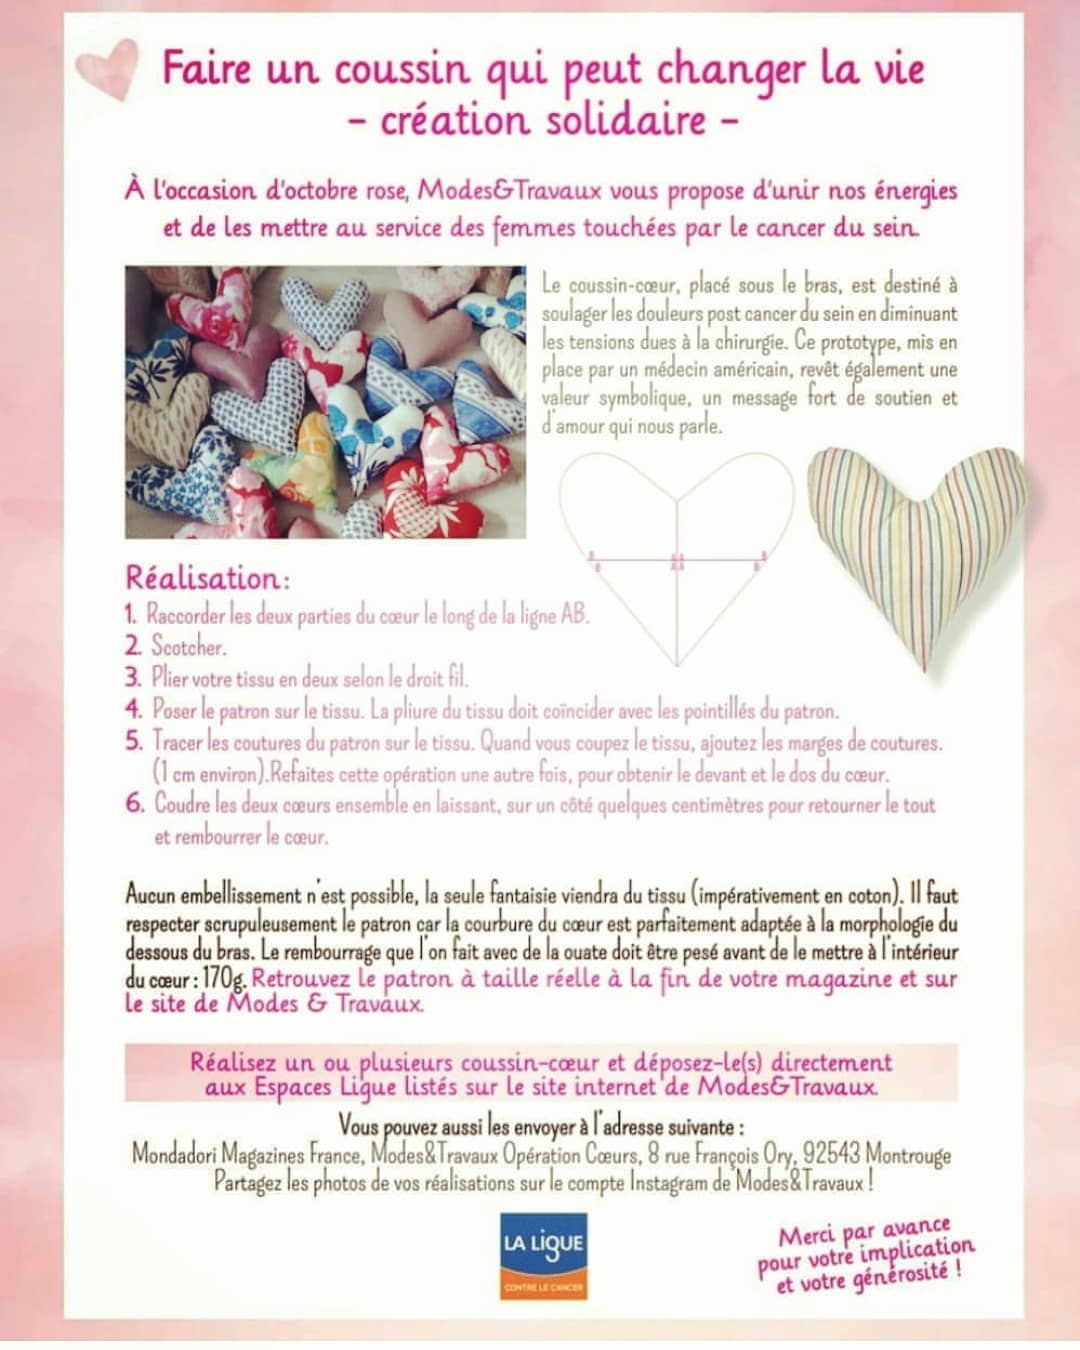 Faire un coussin qui peut changer la vie
- création solidaire -
À l'occasion d'octobre rose, Modes&Travaux vous propose d'unir nos énergies
et de les mettre au service des femmes touchées par le cancer du sein.
Le coussin-cœur, placé sous le bras, est destiné à
soulager les douleurs post cancer du sein en diminuant
les tensions dues à la chirurgie. Ce prototype, mis en
place par un médecin américain, revêt également une
valeur symbolique, un message fort de soutien et
d'amour qui nous parle.
Réalisation :
1. Raccorder les deux parties du cœur le long de la ligne AB.
2. Scotcher.
3. Plier votre tissu en deux selon le droit fil.
4. Poser le patron sur le tissu. La pliure du tissu doit coïncider avec les pointillés du patron.
5. Tracer les coutures du patron sur le tissu. Quand vous coupez le tissu, ajoutez les marges de coutures.
(1 cm environ).Refaites cette opération une autre fois, pour obtenir le devant et le dos du cœur.
6. Coudre les deux cœurs ensemble en laissant, sur un côté quelques centimètres pour retourner le tout
et rembourrer le cœur.
Aucun embellissement n'est possible, la seule fantaisie viendra du tissu (impérativement en coton). Il faut
respecter scrupuleusement le patron car la courbure du cœur est parfaitement adaptée à la morphologie du
dessous du bras. Le rembourrage que l'on fait avec de la ouate doit être pesé avant de le mettre à l'intérieur
du cœur : 170g. Retrouvez le patron à taille réelle à la fin de votre magazine et sur
le site de Modes & Travaux.
Réalisez un ou plusieurs coussin-cœur et déposez-le(s) directement
aux Espaces Ligue listés sur le site internet de Modes&Travaux.
Vous pouvez aussi les envoyer à l'adresse suivante :
Mondadori Magazines France, Modes&Travaux Opération Cœurs, 8 rue François Ory, 92543 Montrouge
Partagez les photos de vos réalisations sur le compte Instagram de Modes&Travaux !
LA LIGUE
CONTRE LE CANCER
Merci par avance
pour votre implication
et votre générosité !